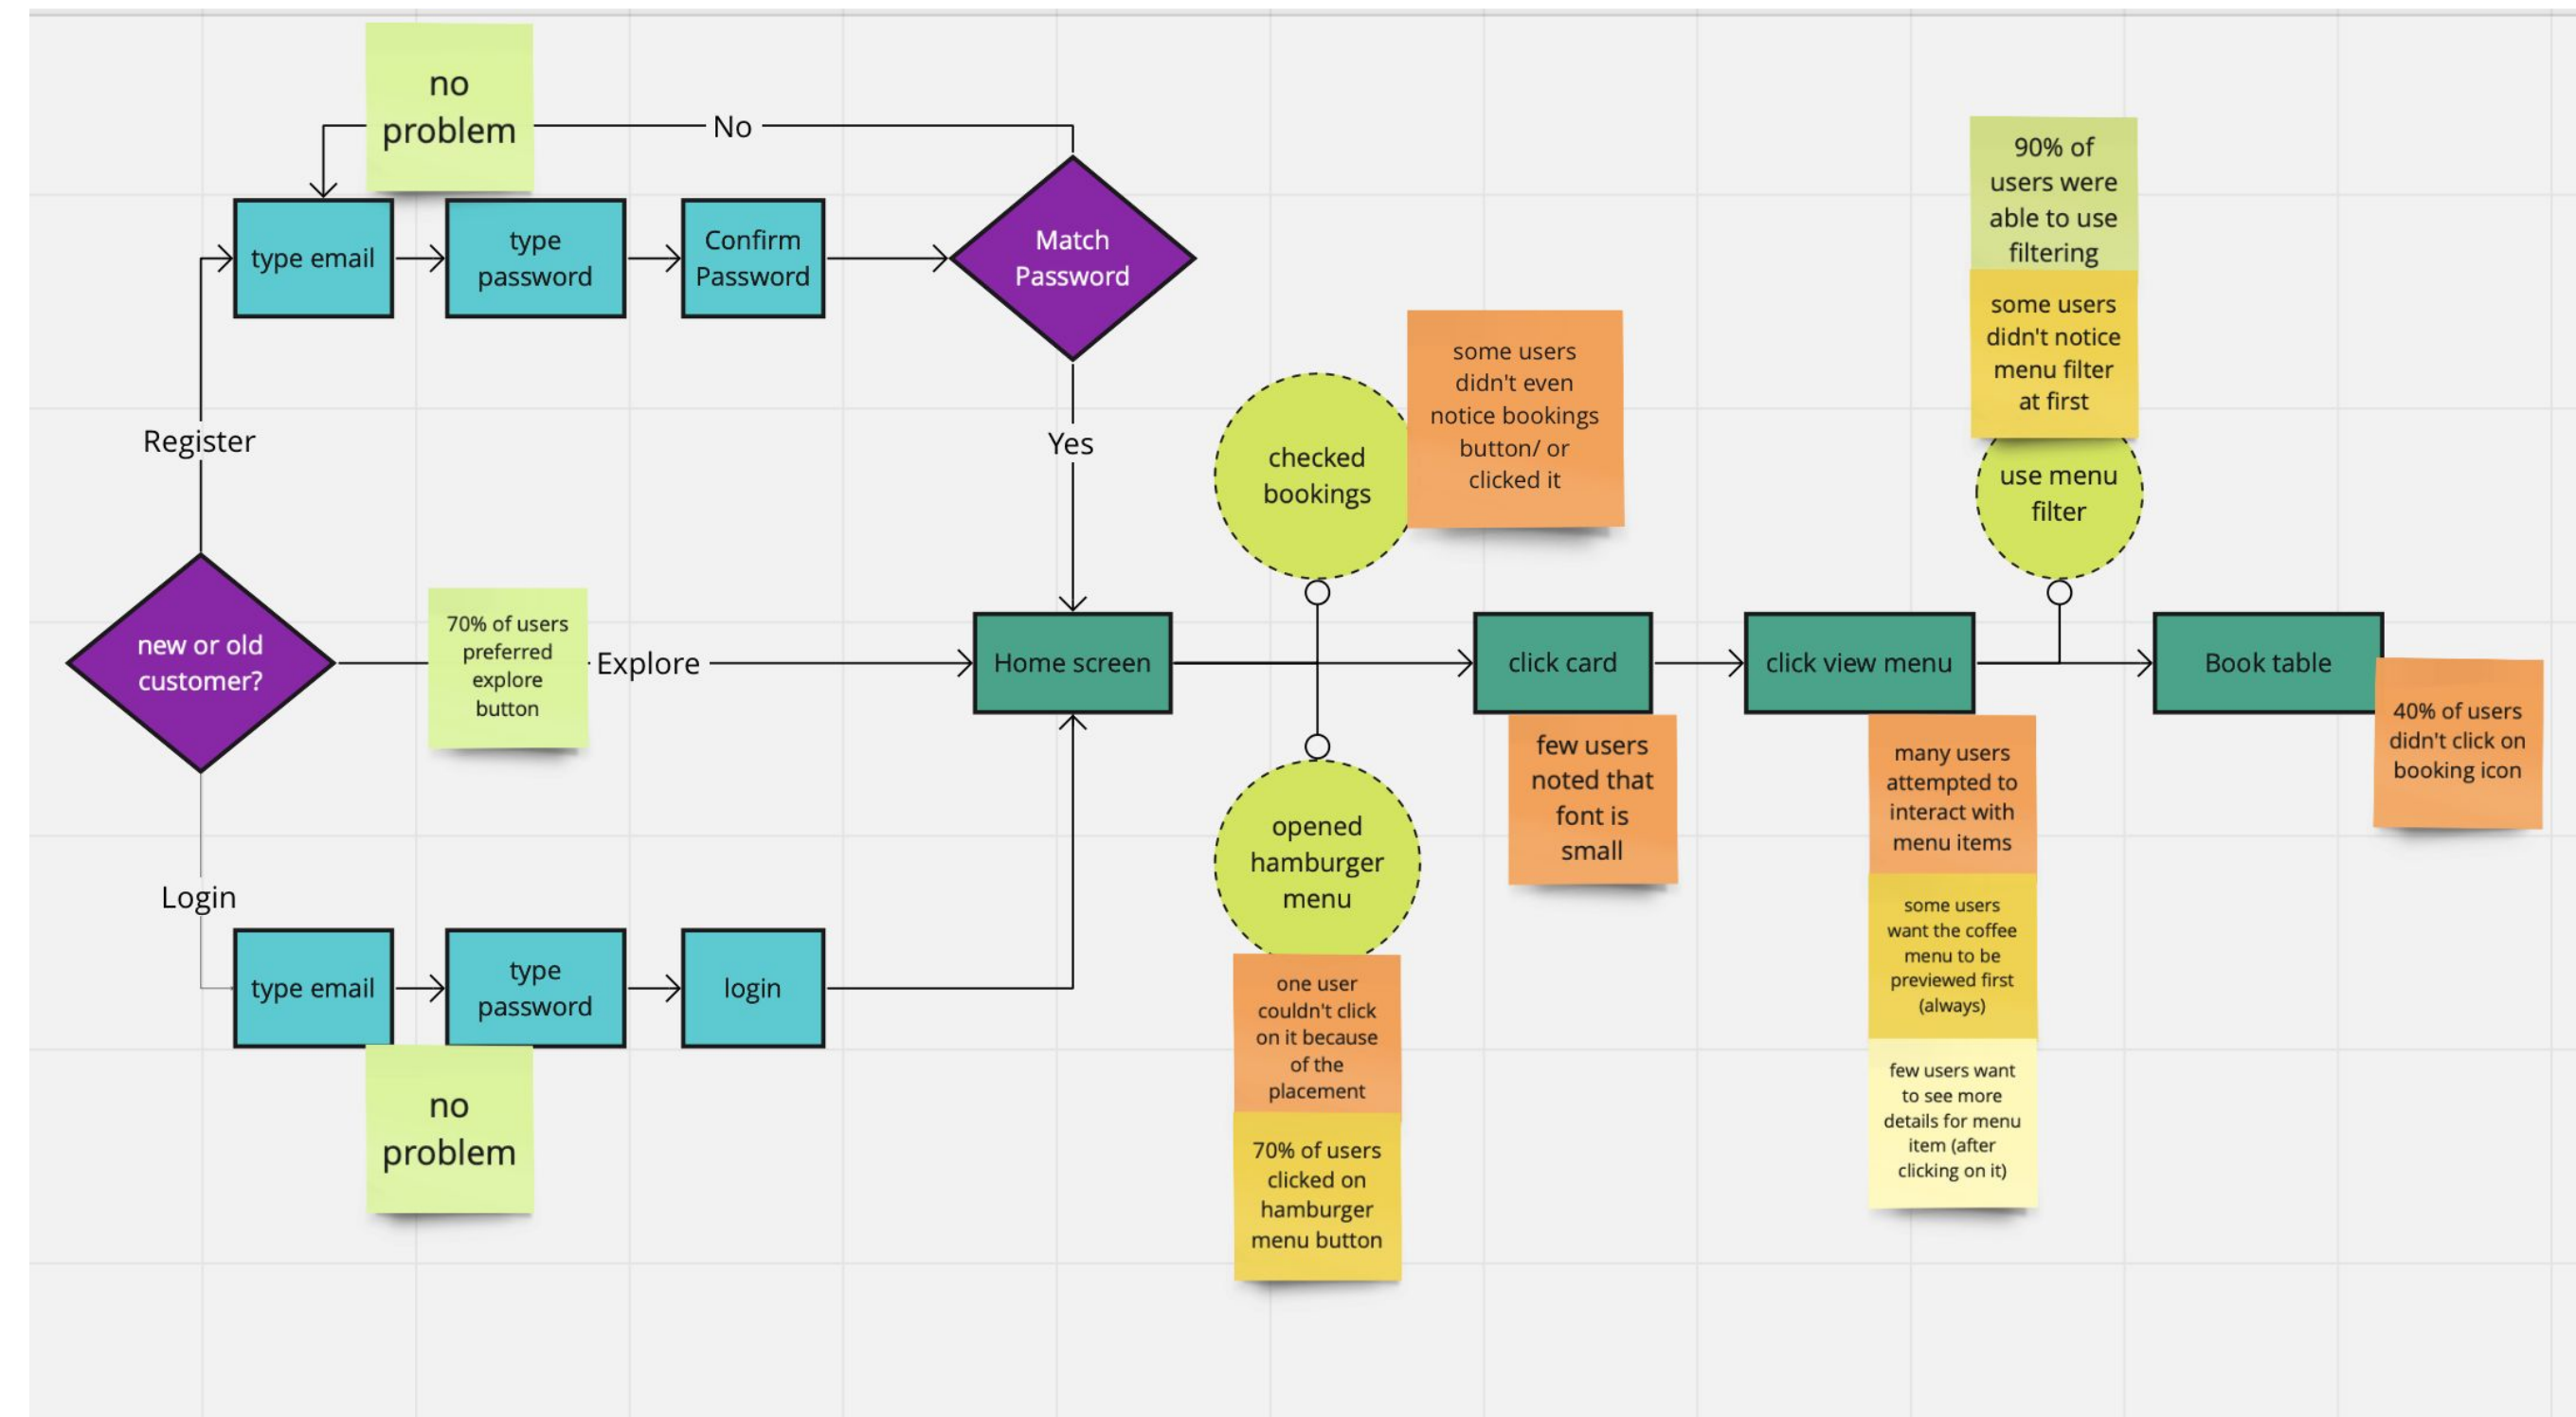 no
problem
No
type email
type
password
Confirm
Password
Match
Password
90% of
users were
able to use
filtering
some users
didn't notice
menu filter
at first
use menu
filter
some users
didn't even
notice bookings
button/ or
clicked it
checked
bookings
Register
Yes
new or old
customer?
70% of users
preferred
explore
button
Explore
Home screen
click card
click view menu
Book table
40% of users
didn't click on
booking icon
few users
noted that
font is
small
many users
attempted to
interact with
menu items
some users
want the coffee
menu to be
previewed first
(always)
few users want
to see more
details for menu
item (after
clicking on it)
opened
hamburger
menu
one user
couldn't click
on it because
of the
placement
70% of users
clicked on
hamburger
menu button
Login
type email
type
password
login
no
problem